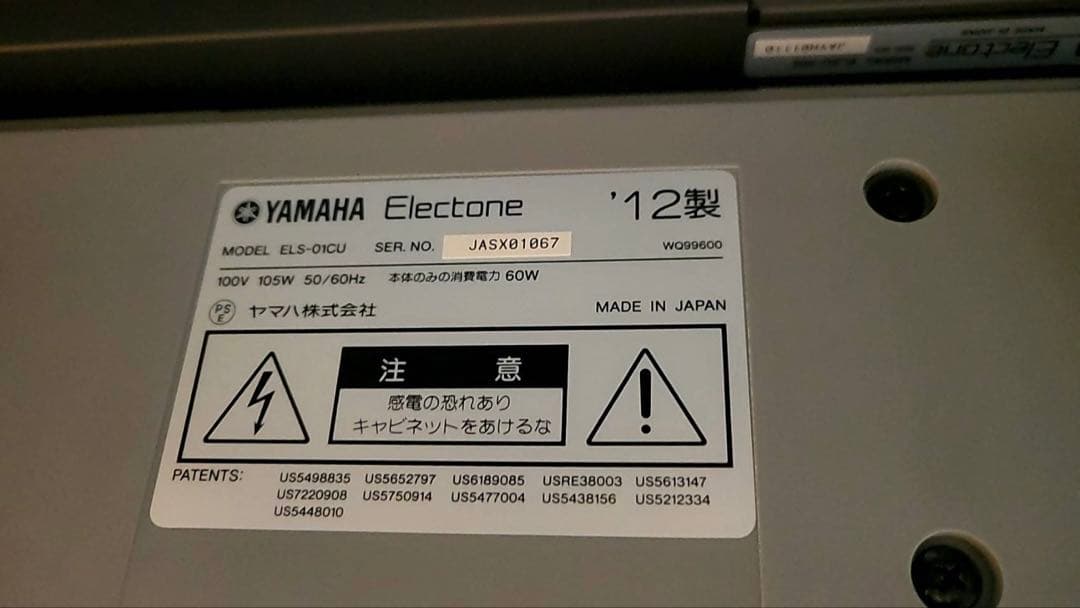 YAMAHA Electone '12製
MODEL ELS-01CU SER. NO. JASX01067 WQ99600
100V 105W 50/60Hz 本体のみの消費電力 60W
PS E ヤマハ株式会社 MADE IN JAPAN
注 意
感電の恐れあり
キャビネットをあけるな
PATENTS: US5498835 US5652797 US6189085 USRE38003 US5613147
US7220908 US5750914 US5477004 US5438156 US5212334
US5448010
Electone